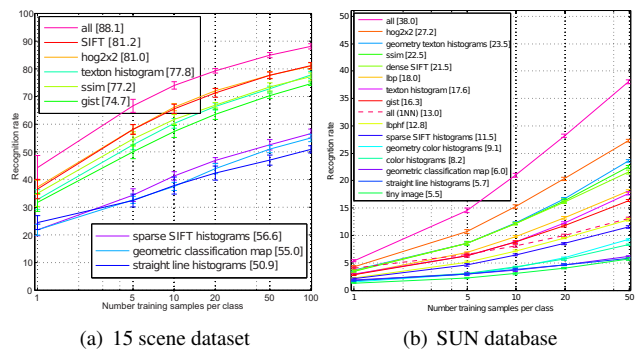 100
90
80
70
60
50
40
30
20
10
0
Recognition rate
all [88.1]
SIFT [81.2]
hog2x2 [81.0]
texton histogram [77.8]
ssim [77.2]
gist [74.7]
sparse SIFT histograms [56.6]
geometric classification map [55.0]
straight line histograms [50.9]
1 5 10 20 50 100
Number training samples per class
(a) 15 scene dataset
50
45
40
35
30
25
20
15
10
5
0
Recognition rate
all [38.0]
hog2x2 [27.2]
geometry texton histograms [23.5]
ssim [22.5]
dense SIFT [21.5]
lbp [18.0]
texton histogram [17.6]
gist [16.3]
all (1NN) [13.0]
lbphf [12.8]
sparse SIFT histograms [11.5]
geometry color histograms [9.1]
color histograms [8.2]
geometric classification map [6.0]
straight line histograms [5.7]
tiny image [5.5]
1 5 10 20 50
Number training samples per class
(b) SUN database